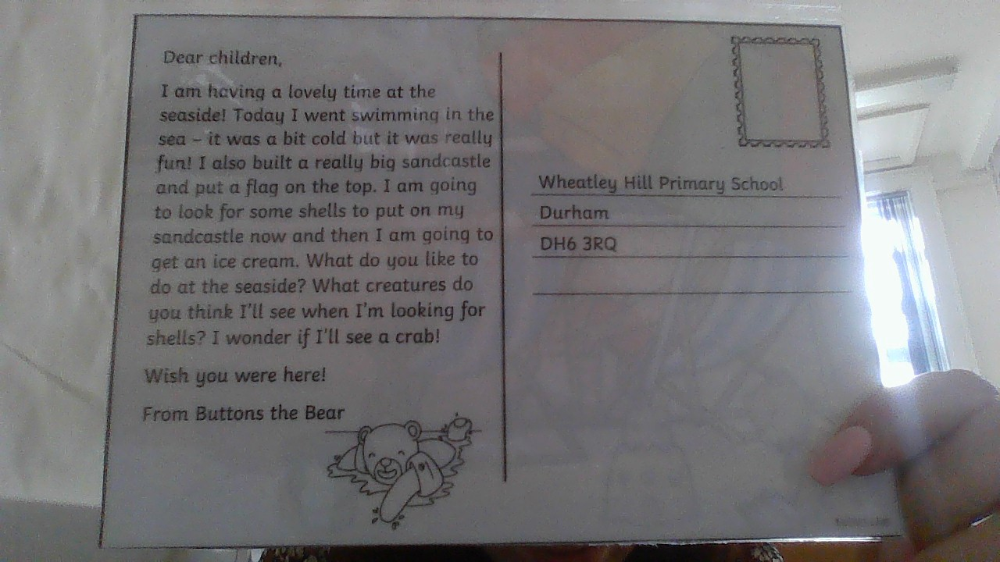 Dear children,
I am having a lovely time at the
seaside! Today I went swimming in the
sea – it was a bit cold but it was really
fun! I also built a really big sandcastle
and put a flag on the top. I am going
to look for some shells to put on my
sandcastle now and then I am going to
get an ice cream. What do you like to
do at the seaside? What creatures do
you think I'll see when I'm looking for
shells? I wonder if I'll see a crab!
Wish you were here!
From Buttons the Bear
Wheatley Hill Primary School
Durham
DH6 3RQ